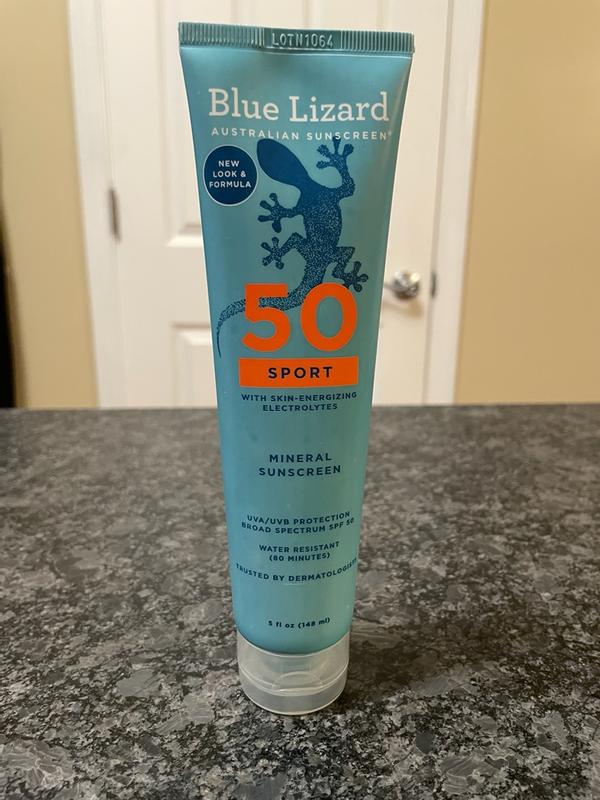 LOTN1064
Blue Lizard
AUSTRALIAN SUNSCREEN®
NEW
LOOK &
FORMULA
50
SPORT
WITH SKIN-ENERGIZING
ELECTROLYTES
MINERAL
SUNSCREEN
UVA/UVB PROTECTION
BROAD SPECTRUM SPF 50
WATER RESISTANT
(80 MINUTES)
TRUSTED BY DERMATOLOGISTS
5 fl oz (148 ml)